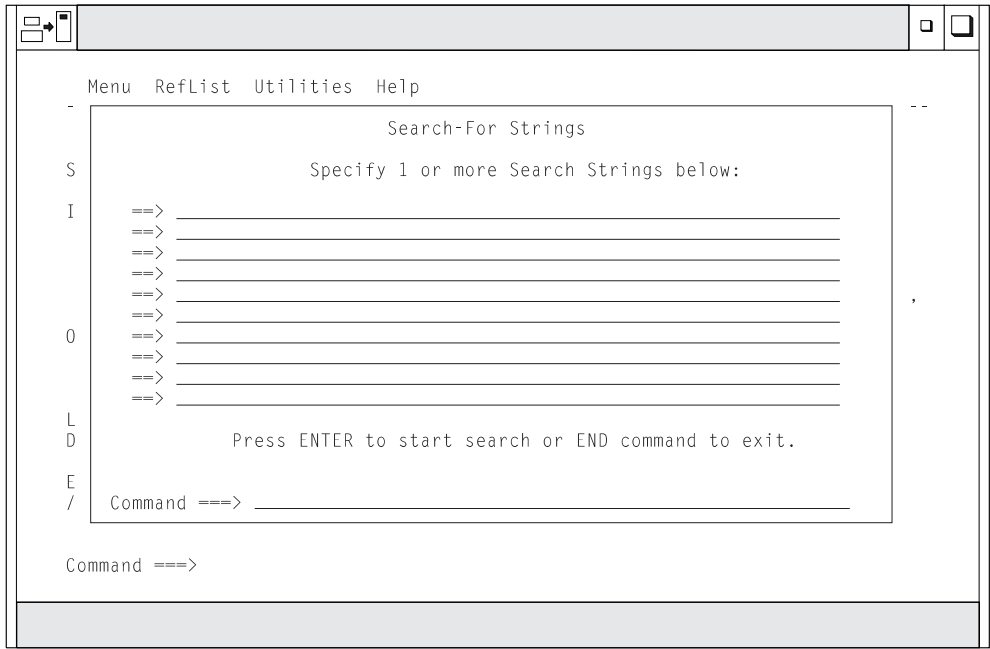 Menu RefList Utilities Help
- --
Search-For Strings
S Specify 1 or more Search Strings below:
I ==>
==>
==>
==>
==> ,
==>
O ==>
==>
==>
==>
L
D Press ENTER to start search or END command to exit.
E
/ Command ===>
Command ===>